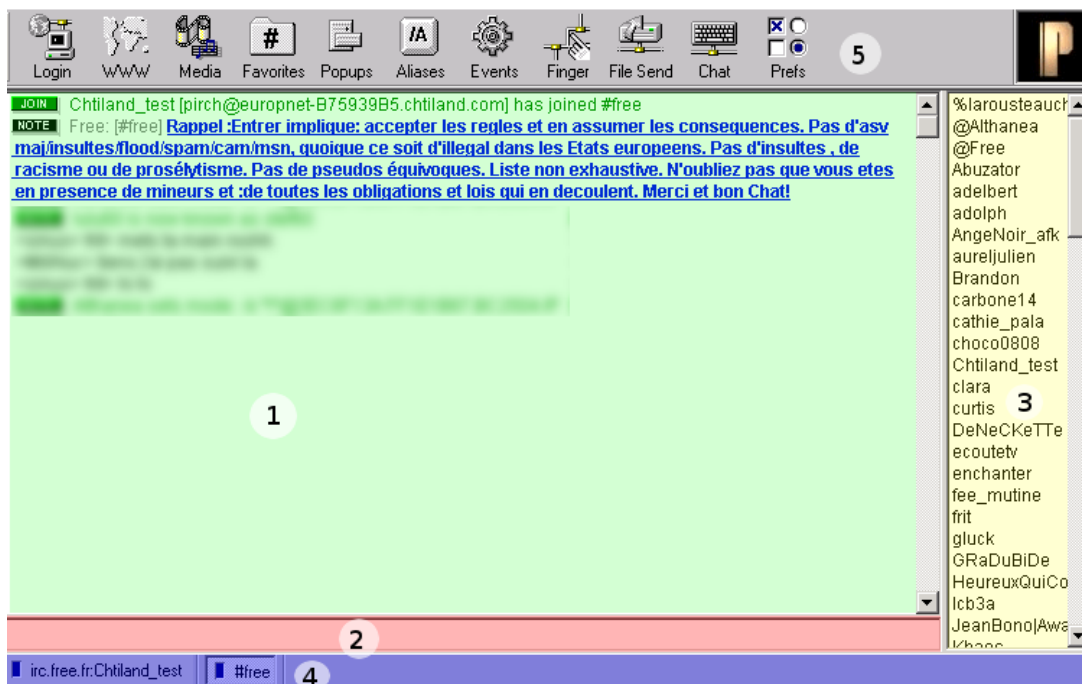 Login WWW Media Favorites Popups Aliases Events Finger File Send Chat Prefs
#
/A
5
P
JOIN Chtiland_test [pirch@europnet-B75939B5.chtiland.com] has joined #free
NOTE Free: [#free] Rappel :Entrer implique: accepter les regles et en assumer les consequences. Pas d'asv
maj/insultes/flood/spam/cam/msn, quoique ce soit d'illegal dans les Etats europeens. Pas d'insultes , de
racisme ou de prosélytisme. Pas de pseudos équivoques. Liste non exhaustive. N'oubliez pas que vous etes
en presence de mineurs et :de toutes les obligations et lois qui en decoulent. Merci et bon Chat!
1
%larousteauch
@Althanea
@Free
Abuzator
adelbert
adolph
AngeNoir_afk
aureljulien
Brandon
carbone14
cathie_pala
choco0808
Chtiland_test
clara
curtis
3
DeNeCKeTTe
ecoutetv
enchanter
fee_mutine
frit
gluck
GRaDuBiDe
HeureuxQuiCo
Icb3a
JeanBono|Awa
Khaos
2
irc.free.fr:Chtiland_test
#free
4